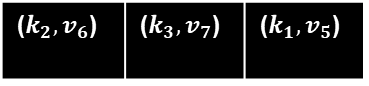 (k₂, v₆) (k₃, v₇) (k₁, v₅)